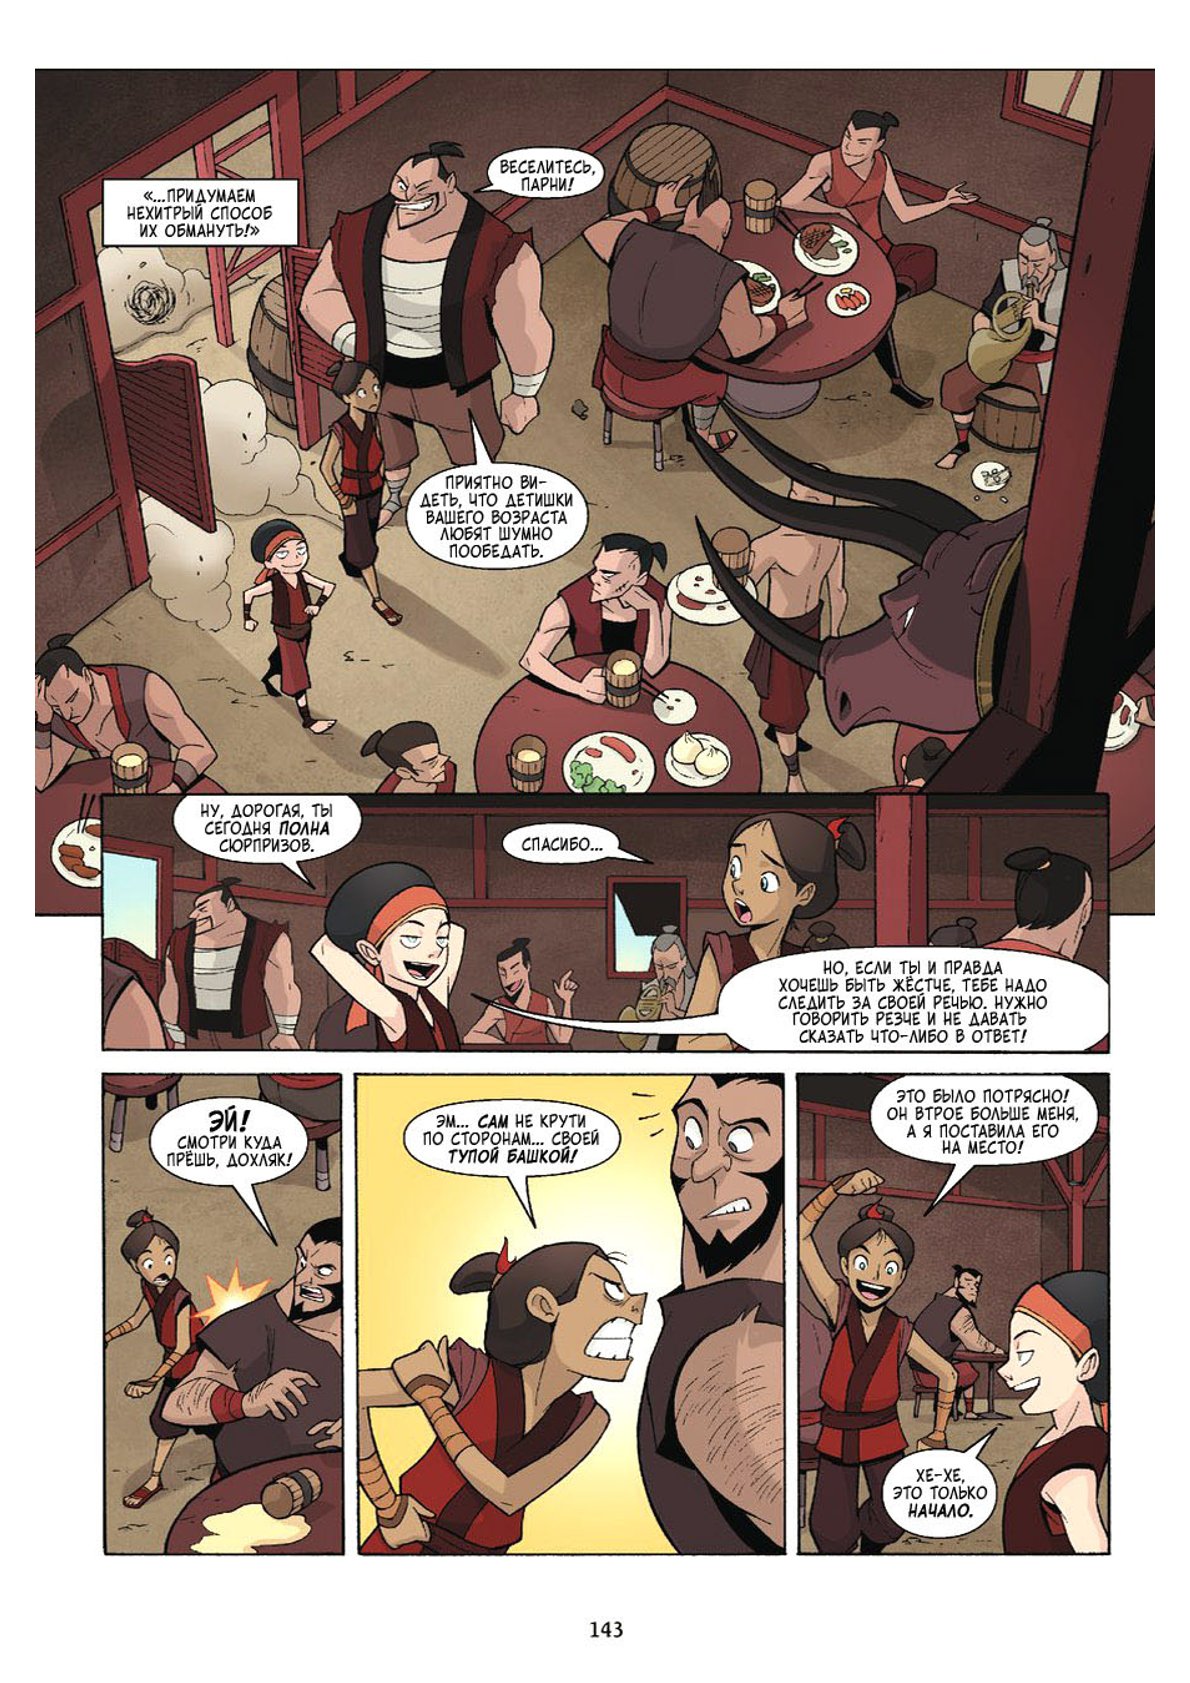 «...ПРИДУМАЕМ
НЕХИТРЫЙ СПОСОБ
ИХ ОБМАНУТЬ!»
ВЕСЕЛИТЕСЬ,
ПАРНИ!
ПРИЯТНО ВИ-
ДЕТЬ, ЧТО ДЕТИШКИ
ВАШЕГО ВОЗРАСТА
ЛЮБЯТ ШУМНО
ПООБЕДАТЬ.
НУ, ДОРОГАЯ, ТЫ
СЕГОДНЯ ПОЛНА
СЮРПРИЗОВ.
СПАСИБО...
НО, ЕСЛИ ТЫ И ПРАВДА
ХОЧЕШЬ БЫТЬ ЖЁСТЧЕ, ТЕБЕ НАДО
СЛЕДИТЬ ЗА СВОЕЙ РЕЧЬЮ. НУЖНО
ГОВОРИТЬ РЕЗЧЕ И НЕ ДАВАТЬ
СКАЗАТЬ ЧТО-ЛИБО В ОТВЕТ!
ЭЙ!
СМОТРИ КУДА
ПРЁШЬ, ДОХЛЯК!
ЭМ... САМ НЕ КРУТИ
ПО СТОРОНАМ... СВОЕЙ
ТУПОЙ БАШКОЙ!
ЭТО БЫЛО ПОТРЯСНО!
ОН ВТРОЕ БОЛЬШЕ МЕНЯ,
А Я ПОСТАВИЛА ЕГО
НА МЕСТО!
ХЕ-ХЕ,
ЭТО ТОЛЬКО
НАЧАЛО.
143